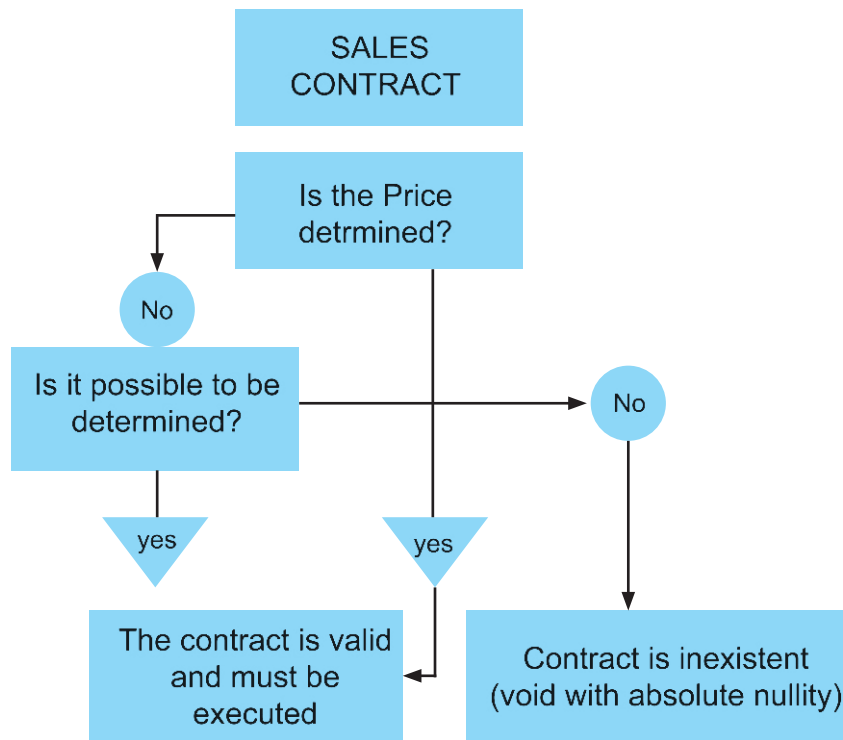 SALES
CONTRACT
Is the Price
detrmined?
No
Is it possible to be
determined?
No
yes
yes
The contract is valid
and must be
executed
Contract is inexistent
(void with absolute nullity)